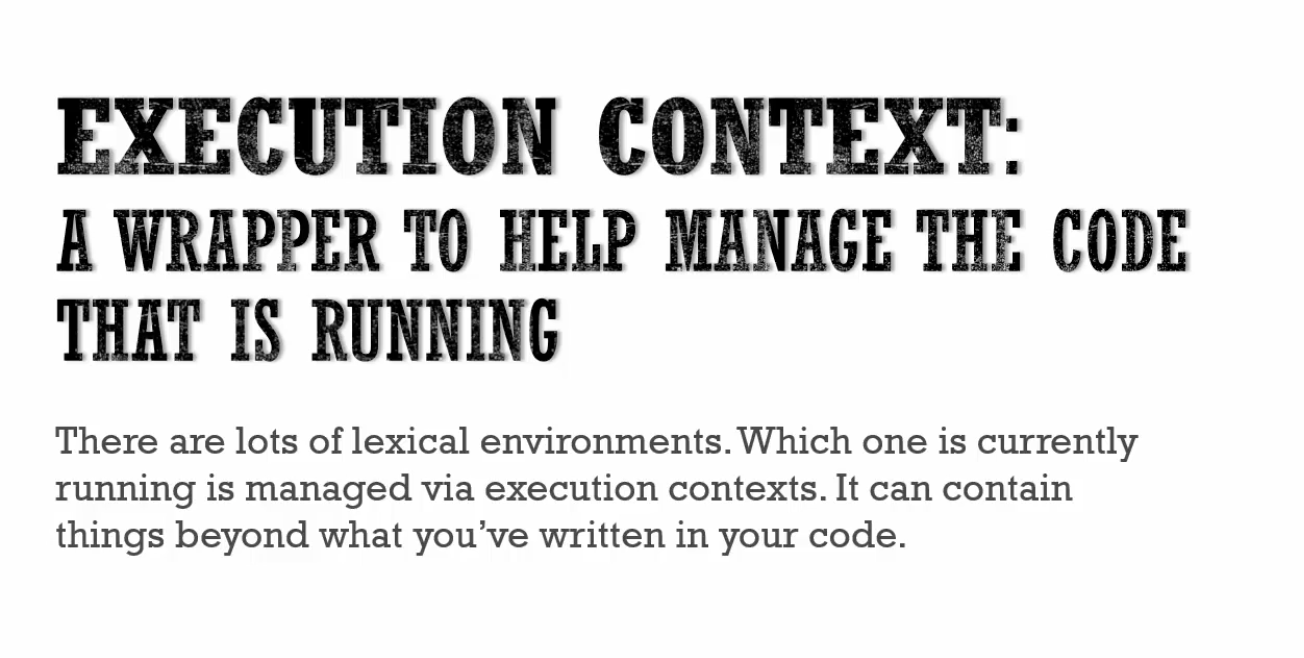 EXECUTION CONTEXT:
A WRAPPER TO HELP MANAGE THE CODE
THAT IS RUNNING
There are lots of lexical environments. Which one is currently
running is managed via execution contexts. It can contain
things beyond what you’ve written in your code.